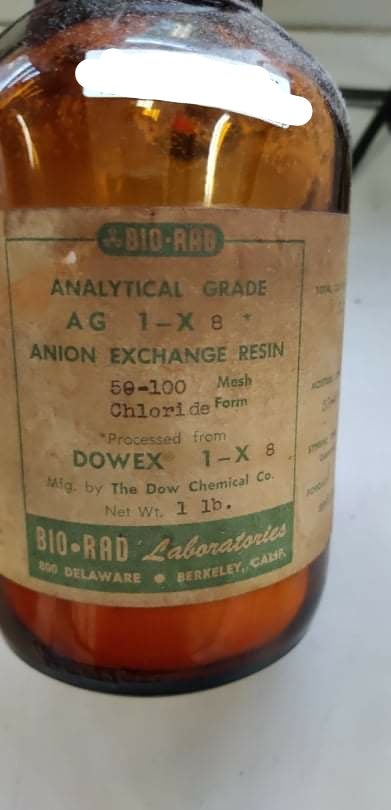 BIO-RAD
ANALYTICAL GRADE
AG 1-X 8 *
ANION EXCHANGE RESIN
50-100 Mesh
Chloride Form
*Processed from
DOWEX 1-X 8
Mfg. by The Dow Chemical Co.
Net Wt. 1 lb.
BIO•RAD Laboratories
800 DELAWARE • BERKELEY, CALIF.